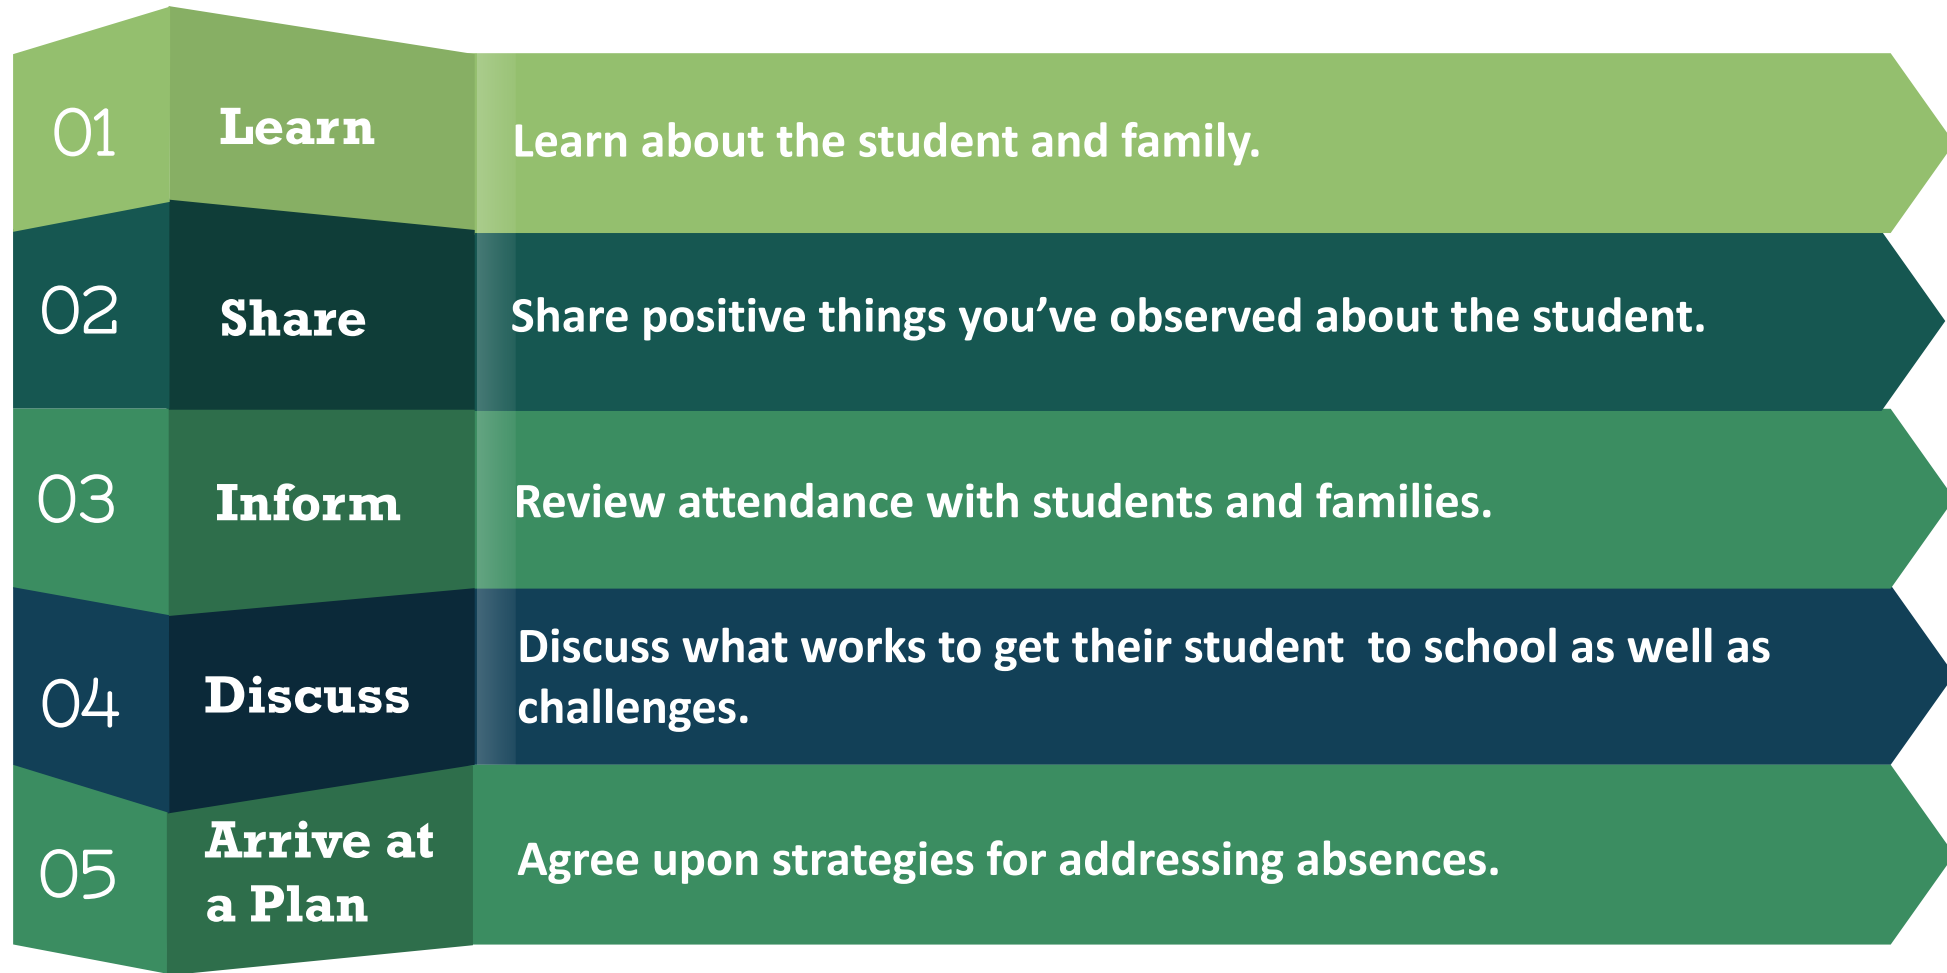 01
Learn
Learn about the student and family.
02
Share
Share positive things you’ve observed about the student.
03
Inform
Review attendance with students and families.
04
Discuss
Discuss what works to get their student  to school as well as
challenges.
05
Arrive at
a Plan
Agree upon strategies for addressing absences.